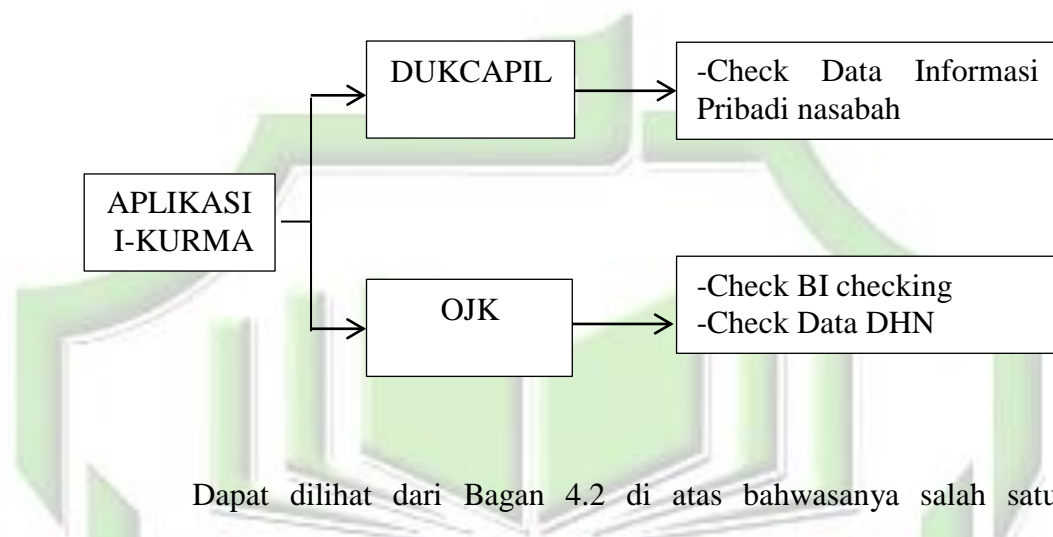 DUKCAPIL
-Check Data Informasi
Pribadi nasabah
APLIKASI
I-KURMA
OJK
-Check BI checking
-Check Data DHN
Dapat dilihat dari Bagan 4.2 di atas bahwasanya salah satu